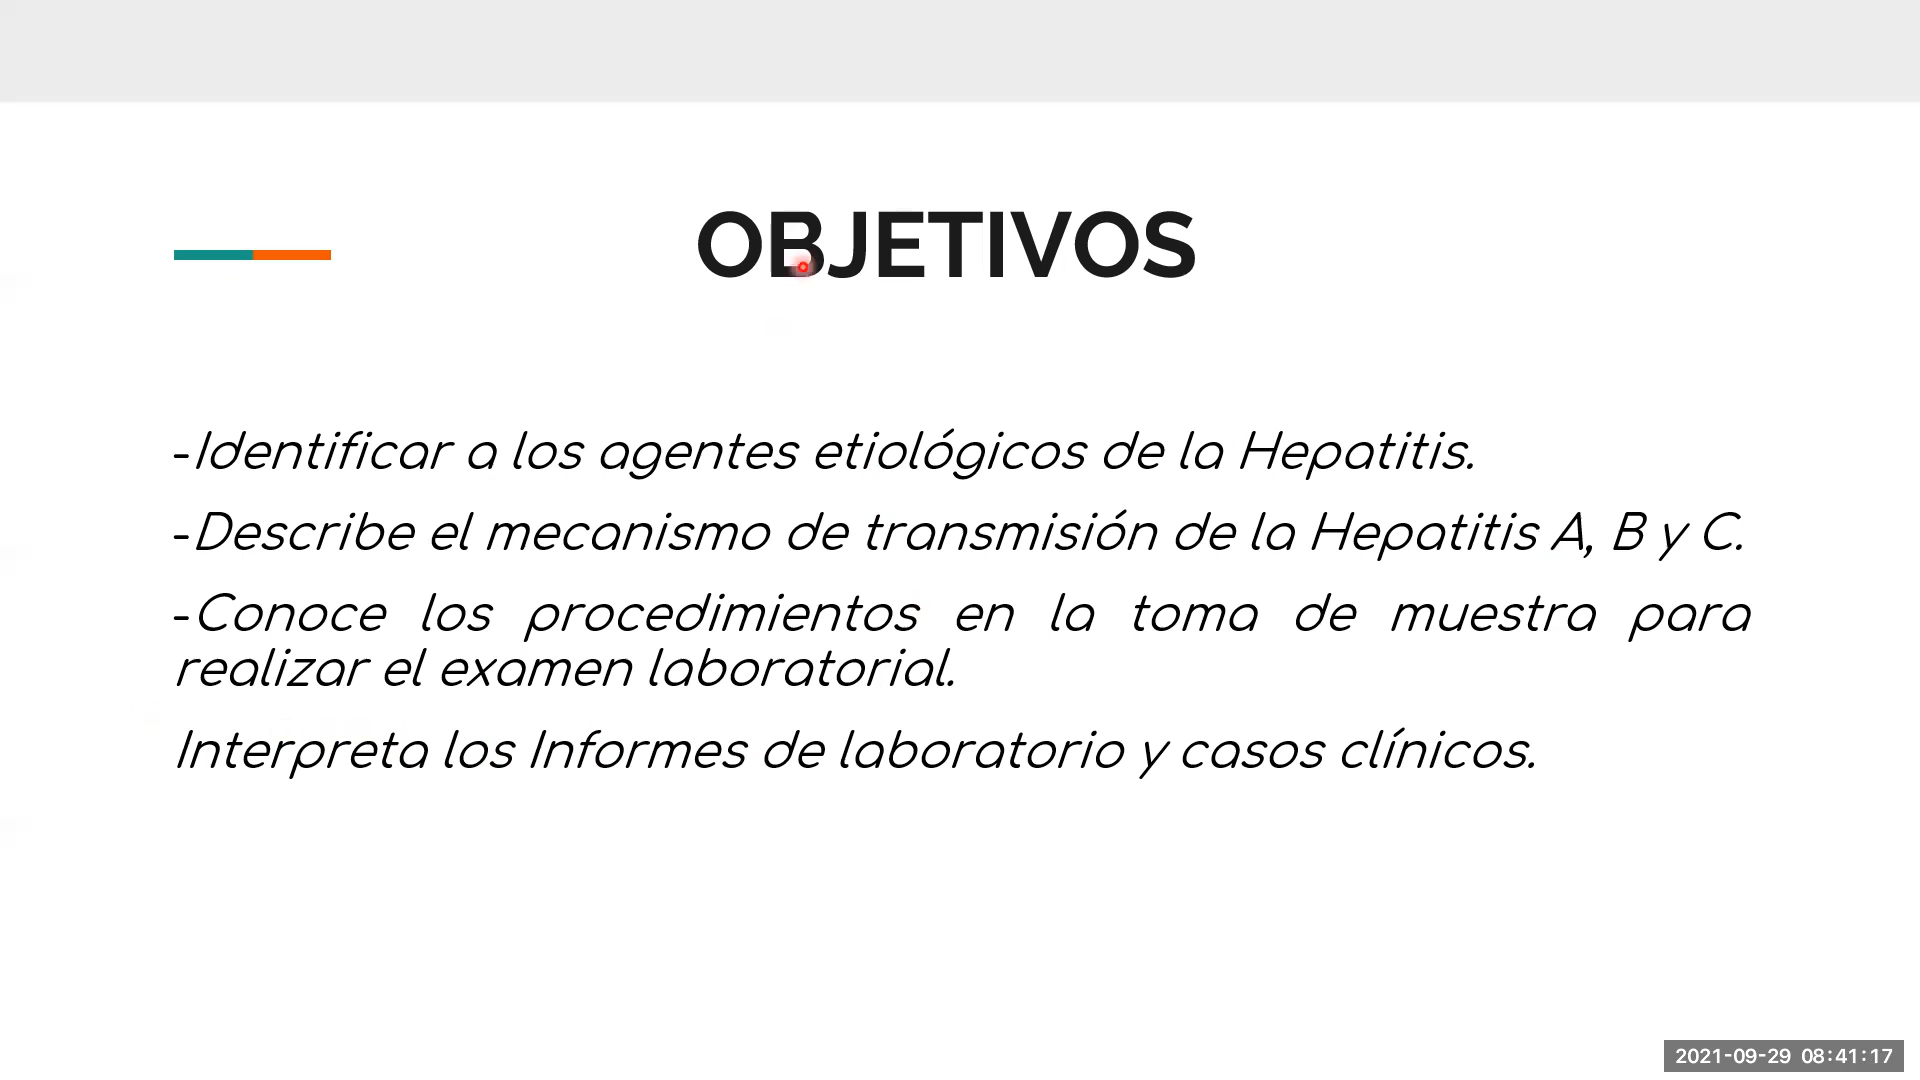 OBJETIVOS
-Identificar a los agentes etiológicos de la Hepatitis.
-Describe el mecanismo de transmisión de la Hepatitis A, B y C.
-Conoce los procedimientos en la toma de muestra para
realizar el examen laboratorial.
Interpreta los Informes de laboratorio y casos clínicos.
2021-09-29 08:41:17